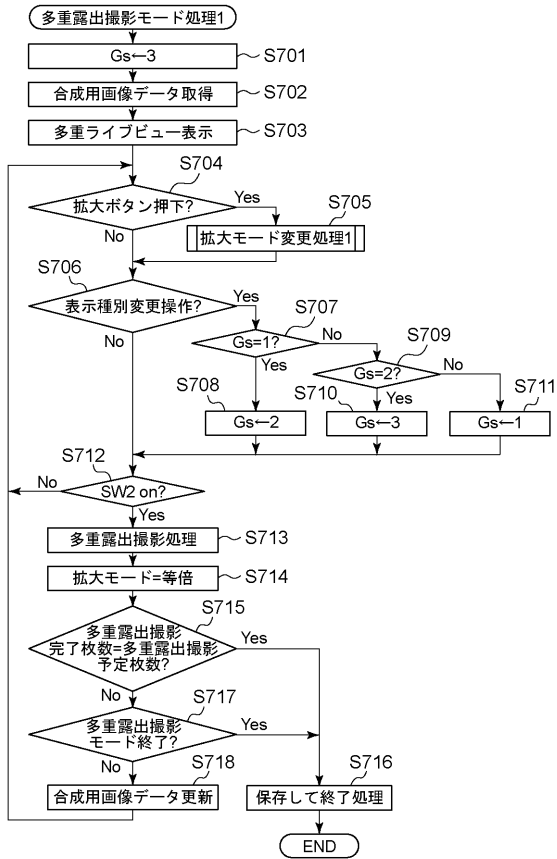 多重露出撮影モード処理1
Gs←3
S701
合成用画像データ取得
S702
多重ライブビュー表示
S703
S704
拡大ボタン押下?
Yes
No
S705
拡大モード変更処理1
S706
表示種別変更操作?
Yes
No
S707
Gs=1?
No
Yes
S709
Gs=2?
No
Yes
S708
Gs←2
S710
Gs←3
S711
Gs←1
S712
SW2 on?
No
Yes
多重露出撮影処理
S713
拡大モード=等倍
S714
S715
多重露出撮影
完了枚数=多重露出撮影
予定枚数?
Yes
No
S717
多重露出撮影
モード終了?
Yes
No
S718
合成用画像データ更新
S716
保存して終了処理
END